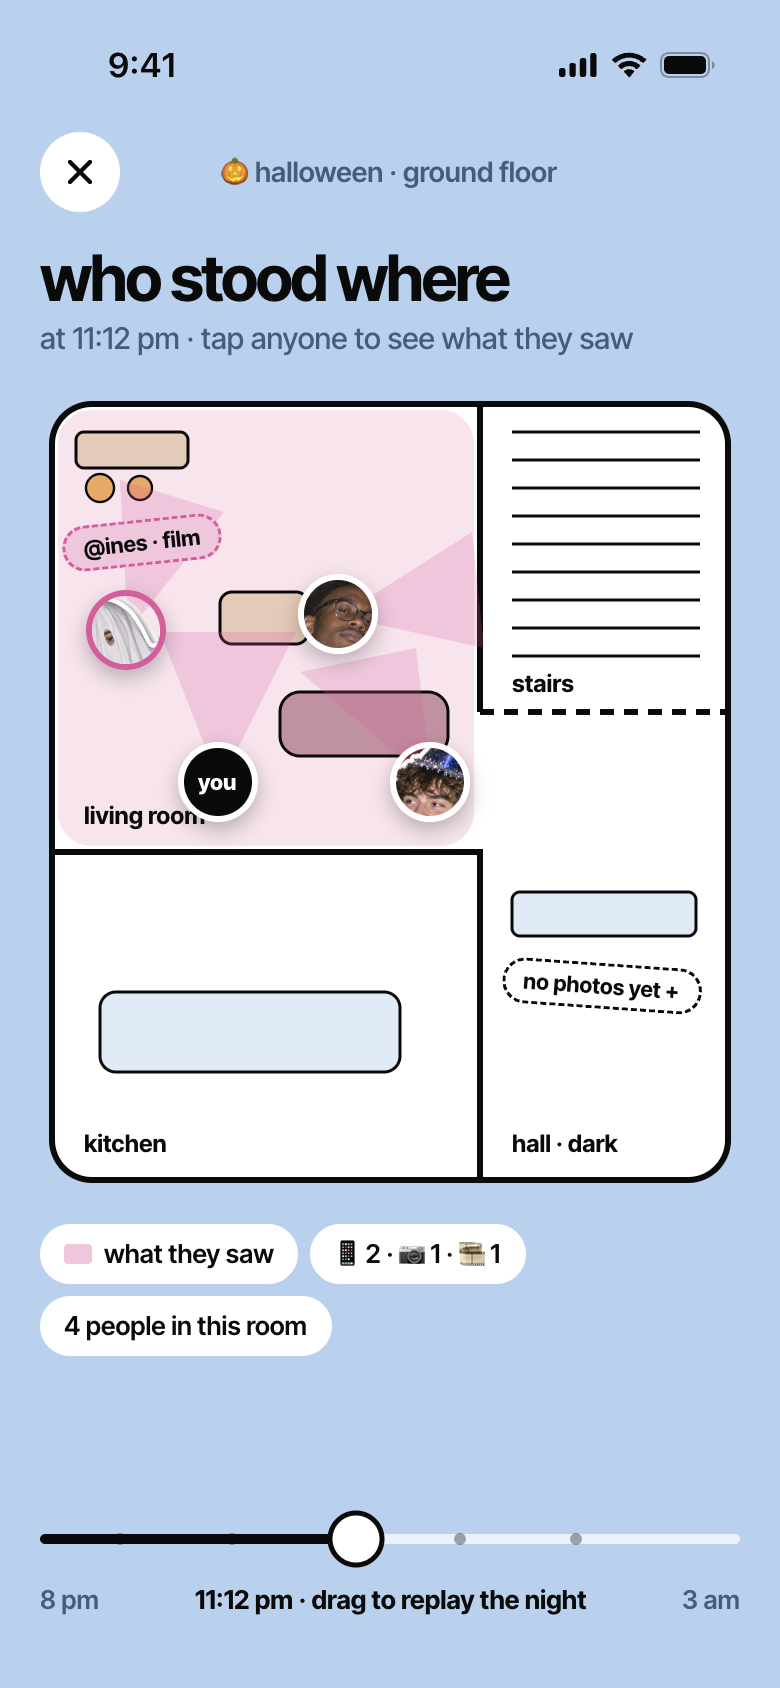 9:41
🎃 halloween · ground floor
who stood where
at 11:12 pm · tap anyone to see what they saw
@ines · film
stairs
you
living room
no photos yet +
kitchen
hall · dark
what they saw
📱 2 · 📷 1 · 🎞️ 1
4 people in this room
8 pm
11:12 pm · drag to replay the night
3 am